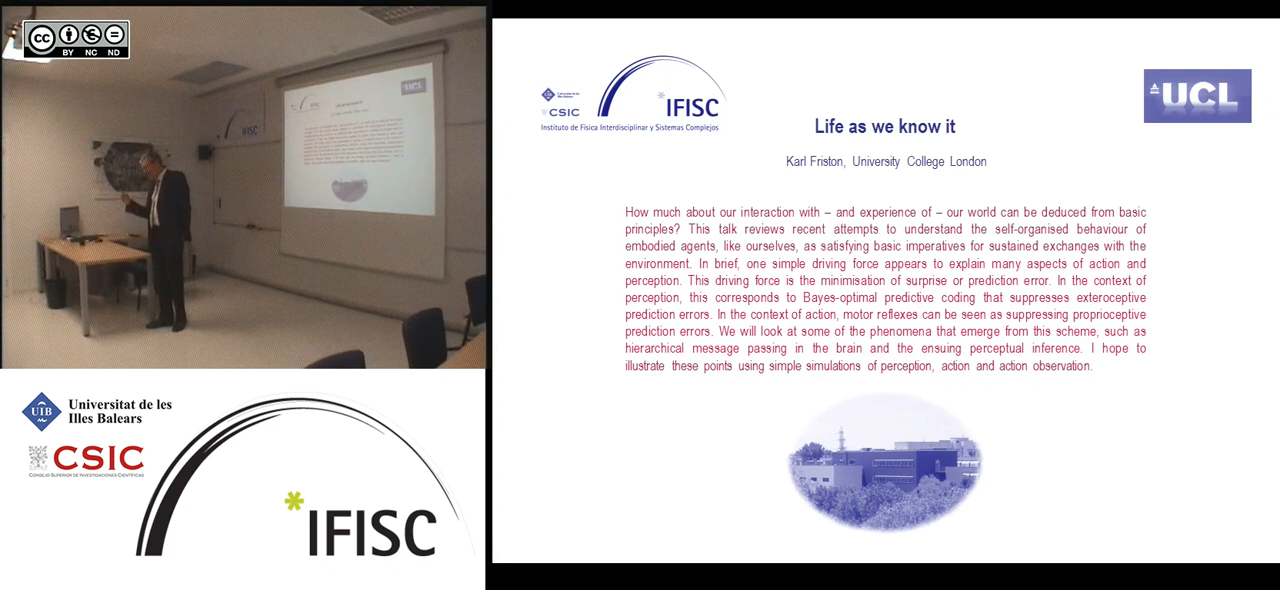 cc
BY NC ND
IFISC
UCL
Universitat de les
Illes Balears
UIB
CSIC
CONSEJO SUPERIOR DE INVESTIGACIONES CIENTÍFICAS
IFISC
CSIC
IFISC
Instituto de Física Interdisciplinar y Sistemas Complejos
UCL
Life as we know it
Karl Friston, University College London
How much about our interaction with – and experience of – our world can be deduced from basic
principles? This talk reviews recent attempts to understand the self-organised behaviour of
embodied agents, like ourselves, as satisfying basic imperatives for sustained exchanges with the
environment. In brief, one simple driving force appears to explain many aspects of action and
perception. This driving force is the minimisation of surprise or prediction error. In the context of
perception, this corresponds to Bayes-optimal predictive coding that suppresses exteroceptive
prediction errors. In the context of action, motor reflexes can be seen as suppressing proprioceptive
prediction errors. We will look at some of the phenomena that emerge from this scheme, such as
hierarchical message passing in the brain and the ensuing perceptual inference. I hope to
illustrate these points using simple simulations of perception, action and action observation.